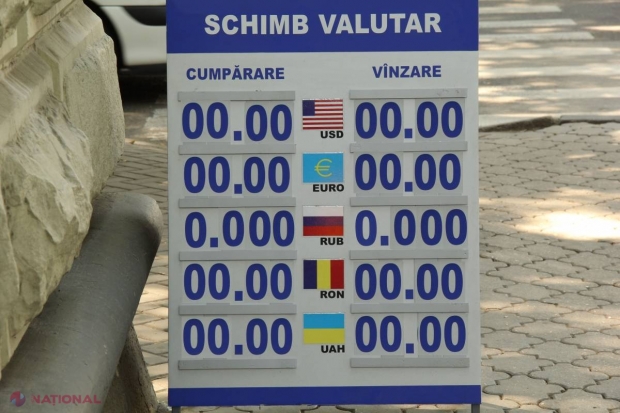 SCHIMB VALUTAR
CUMPĂRARE VÎNZARE
00.00 USD 00.00
00.00 € EURO 00.00
0.000 RUB 0.000
00.00 RON 00.00
00.00 UAH 00.00
NAȚIONAL